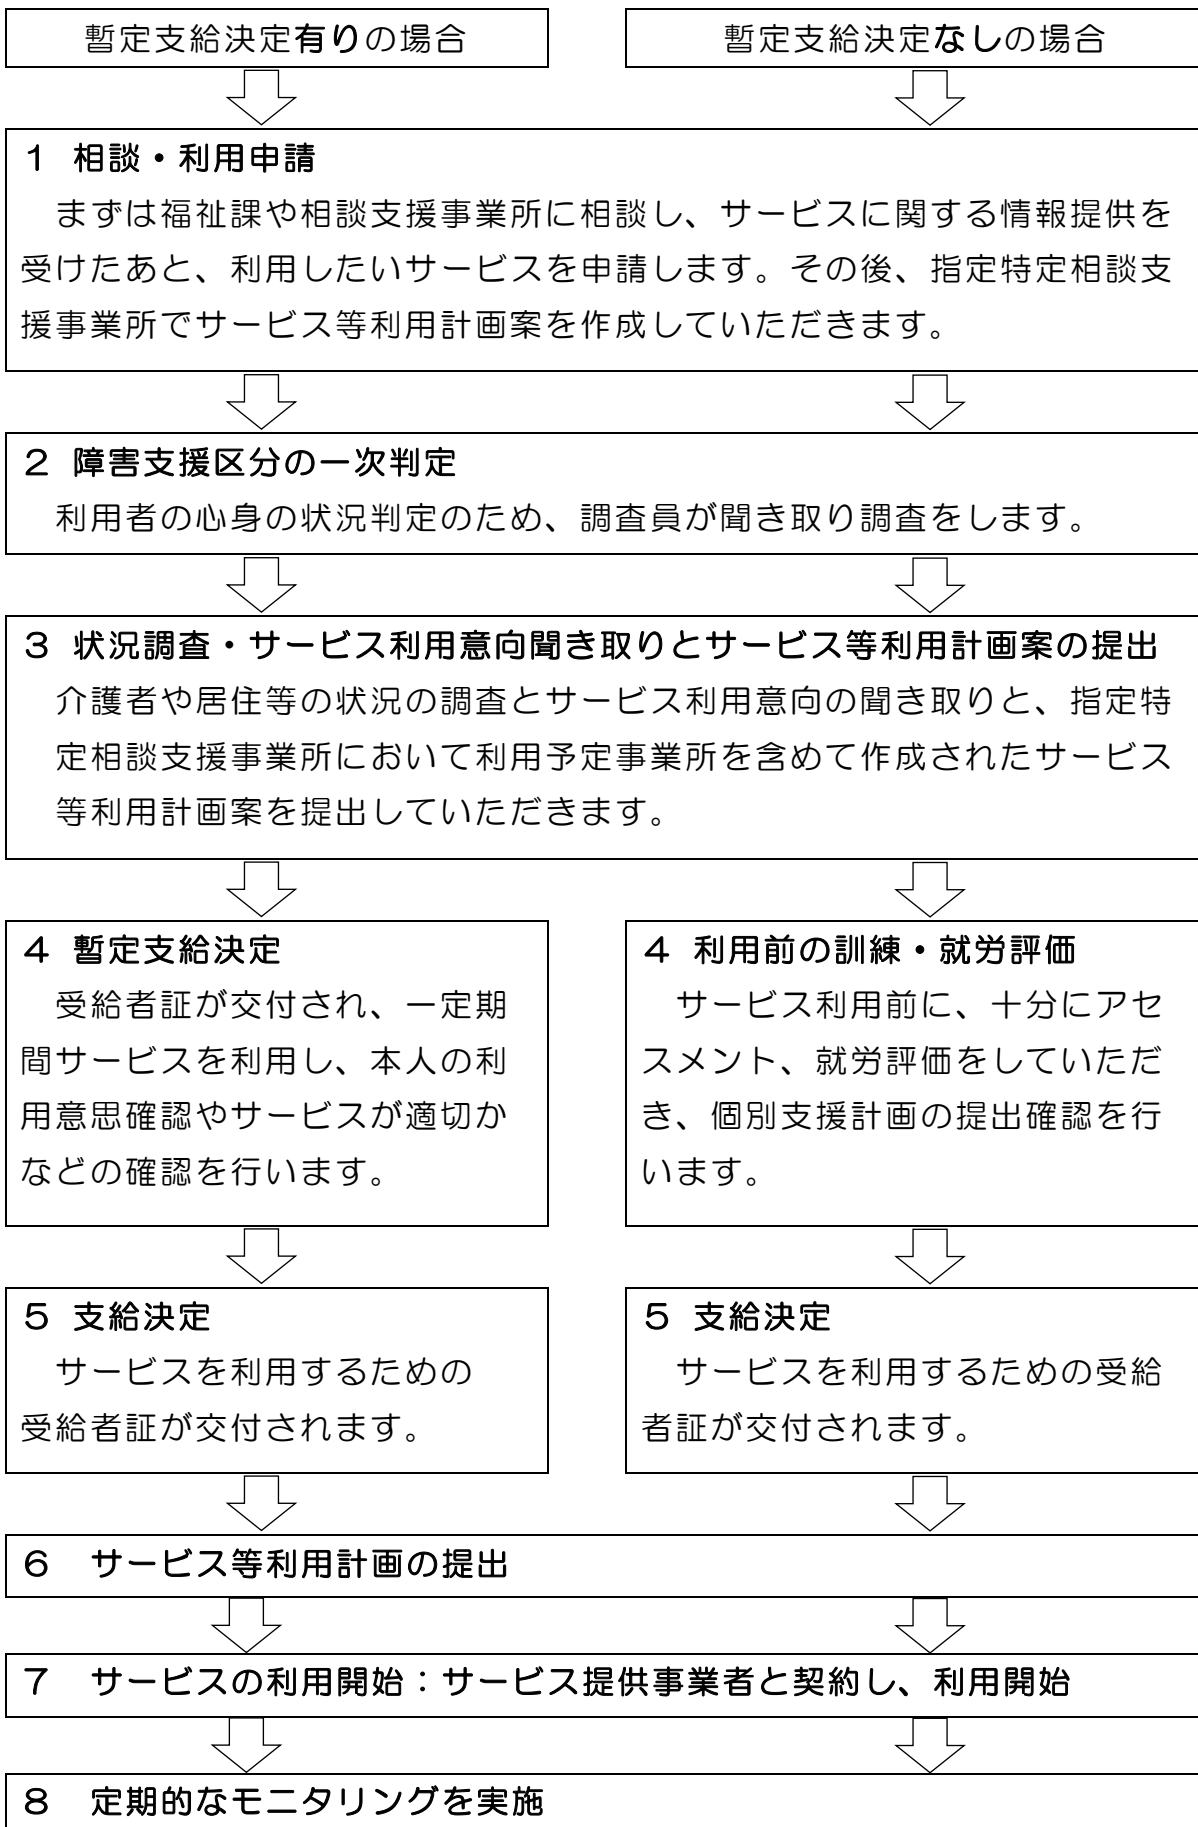 暫定支給決定有りの場合
暫定支給決定なしの場合
１ 相談・利用申請
まずは福祉課や相談支援事業所に相談し、サービスに関する情報提供を
受けたあと、利用したいサービスを申請します。その後、指定特定相談支
援事業所でサービス等利用計画案を作成していただきます。
２ 障害支援区分の一次判定
利用者の心身の状況判定のため、調査員が聞き取り調査をします。
３ 状況調査・サービス利用意向聞き取りとサービス等利用計画案の提出
介護者や居住等の状況の調査とサービス利用意向の聞き取りと、指定特
定相談支援事業所において利用予定事業所を含めて作成されたサービス
等利用計画案を提出していただきます。
４ 暫定支給決定
受給者証が交付され、一定期
間サービスを利用し、本人の利
用意思確認やサービスが適切か
などの確認を行います。
４ 利用前の訓練・就労評価
サービス利用前に、十分にアセ
スメント、就労評価をしていただ
き、個別支援計画の提出確認を行
います。
５ 支給決定
サービスを利用するための
受給者証が交付されます。
５ 支給決定
サービスを利用するための受給
者証が交付されます。
６ サービス等利用計画の提出
７ サービスの利用開始：サービス提供事業者と契約し、利用開始
８ 定期的なモニタリングを実施